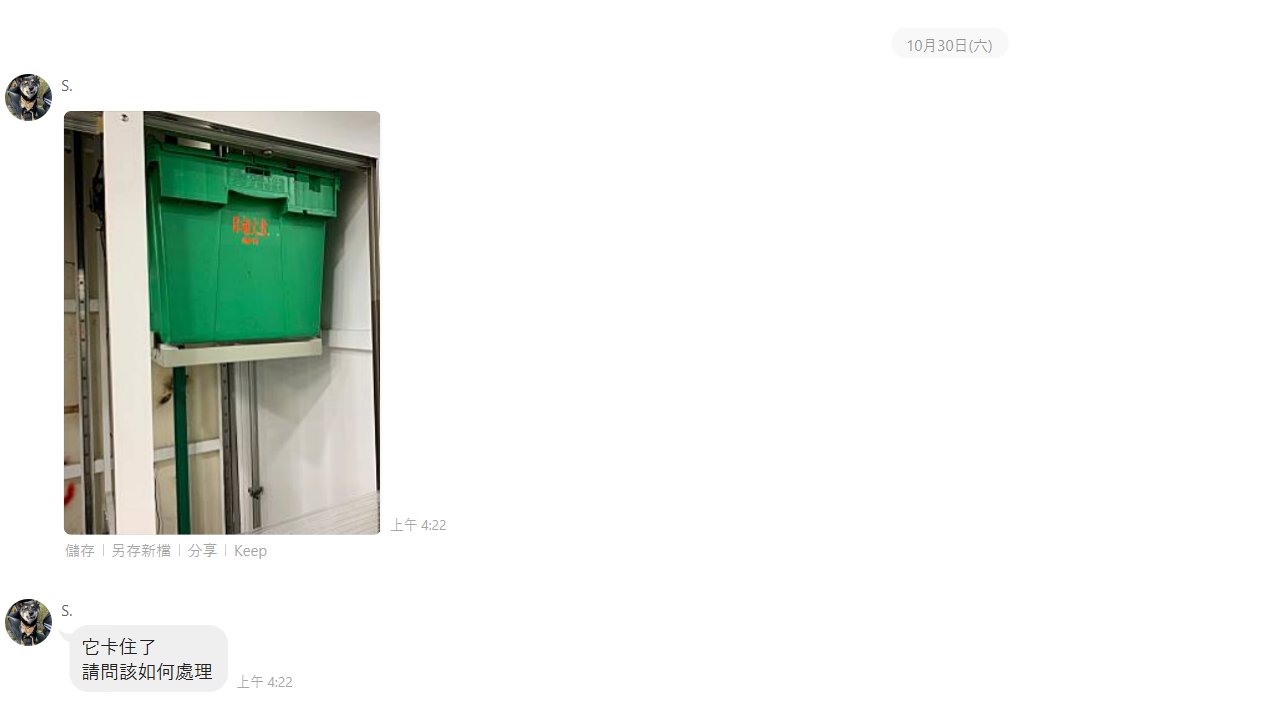 10月30日(六)
S.
上午 4:22
儲存 | 另存新檔 | 分享 | Keep
S.
它卡住了
請問該如何處理
上午 4:22